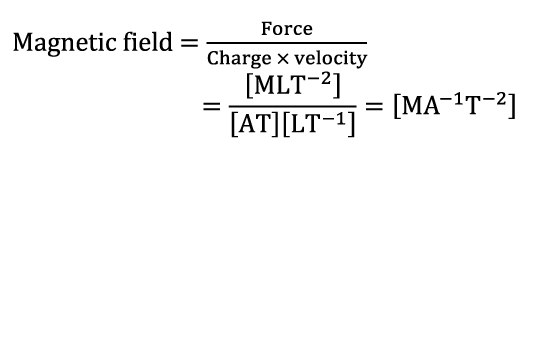 Magnetic field = Force / Charge × velocity
= [MLT⁻²] / [AT][LT⁻¹] = [MA⁻¹T⁻²]